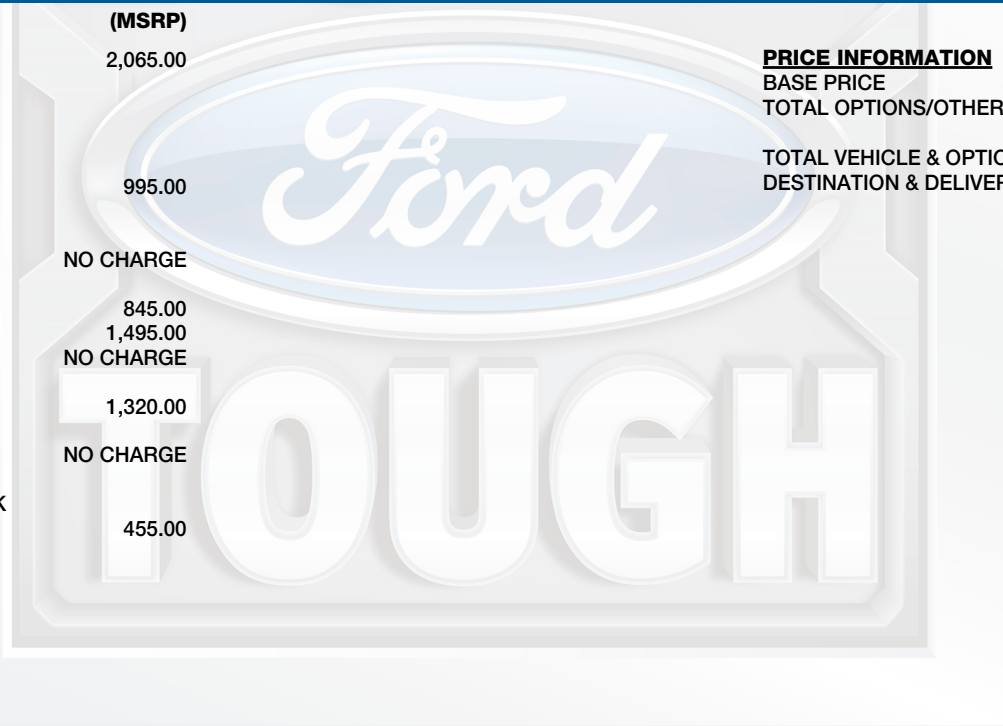 (MSRP)
2,065.00
995.00
NO CHARGE
845.00
1,495.00
NO CHARGE
1,320.00
NO CHARGE
K
455.00
PRICE INFORMATION
BASE PRICE
TOTAL OPTIONS/OTHER
TOTAL VEHICLE & OPTIO
DESTINATION & DELIVER
Ford
TOUGH